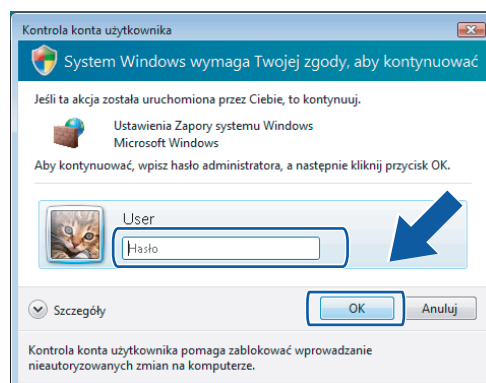 Kontrola konta użytkownika
System Windows wymaga Twojej zgody, aby kontynuować
Jeśli ta akcja została uruchomiona przez Ciebie, to kontynuuj.
Ustawienia Zapory systemu Windows
Microsoft Windows
Aby kontynuować, wpisz hasło administratora, a następnie kliknij przycisk OK.
User
Hasło
Szczegóły
OK
Anuluj
Kontrola konta użytkownika pomaga zablokować wprowadzanie
nieautoryzowanych zmian na komputerze.